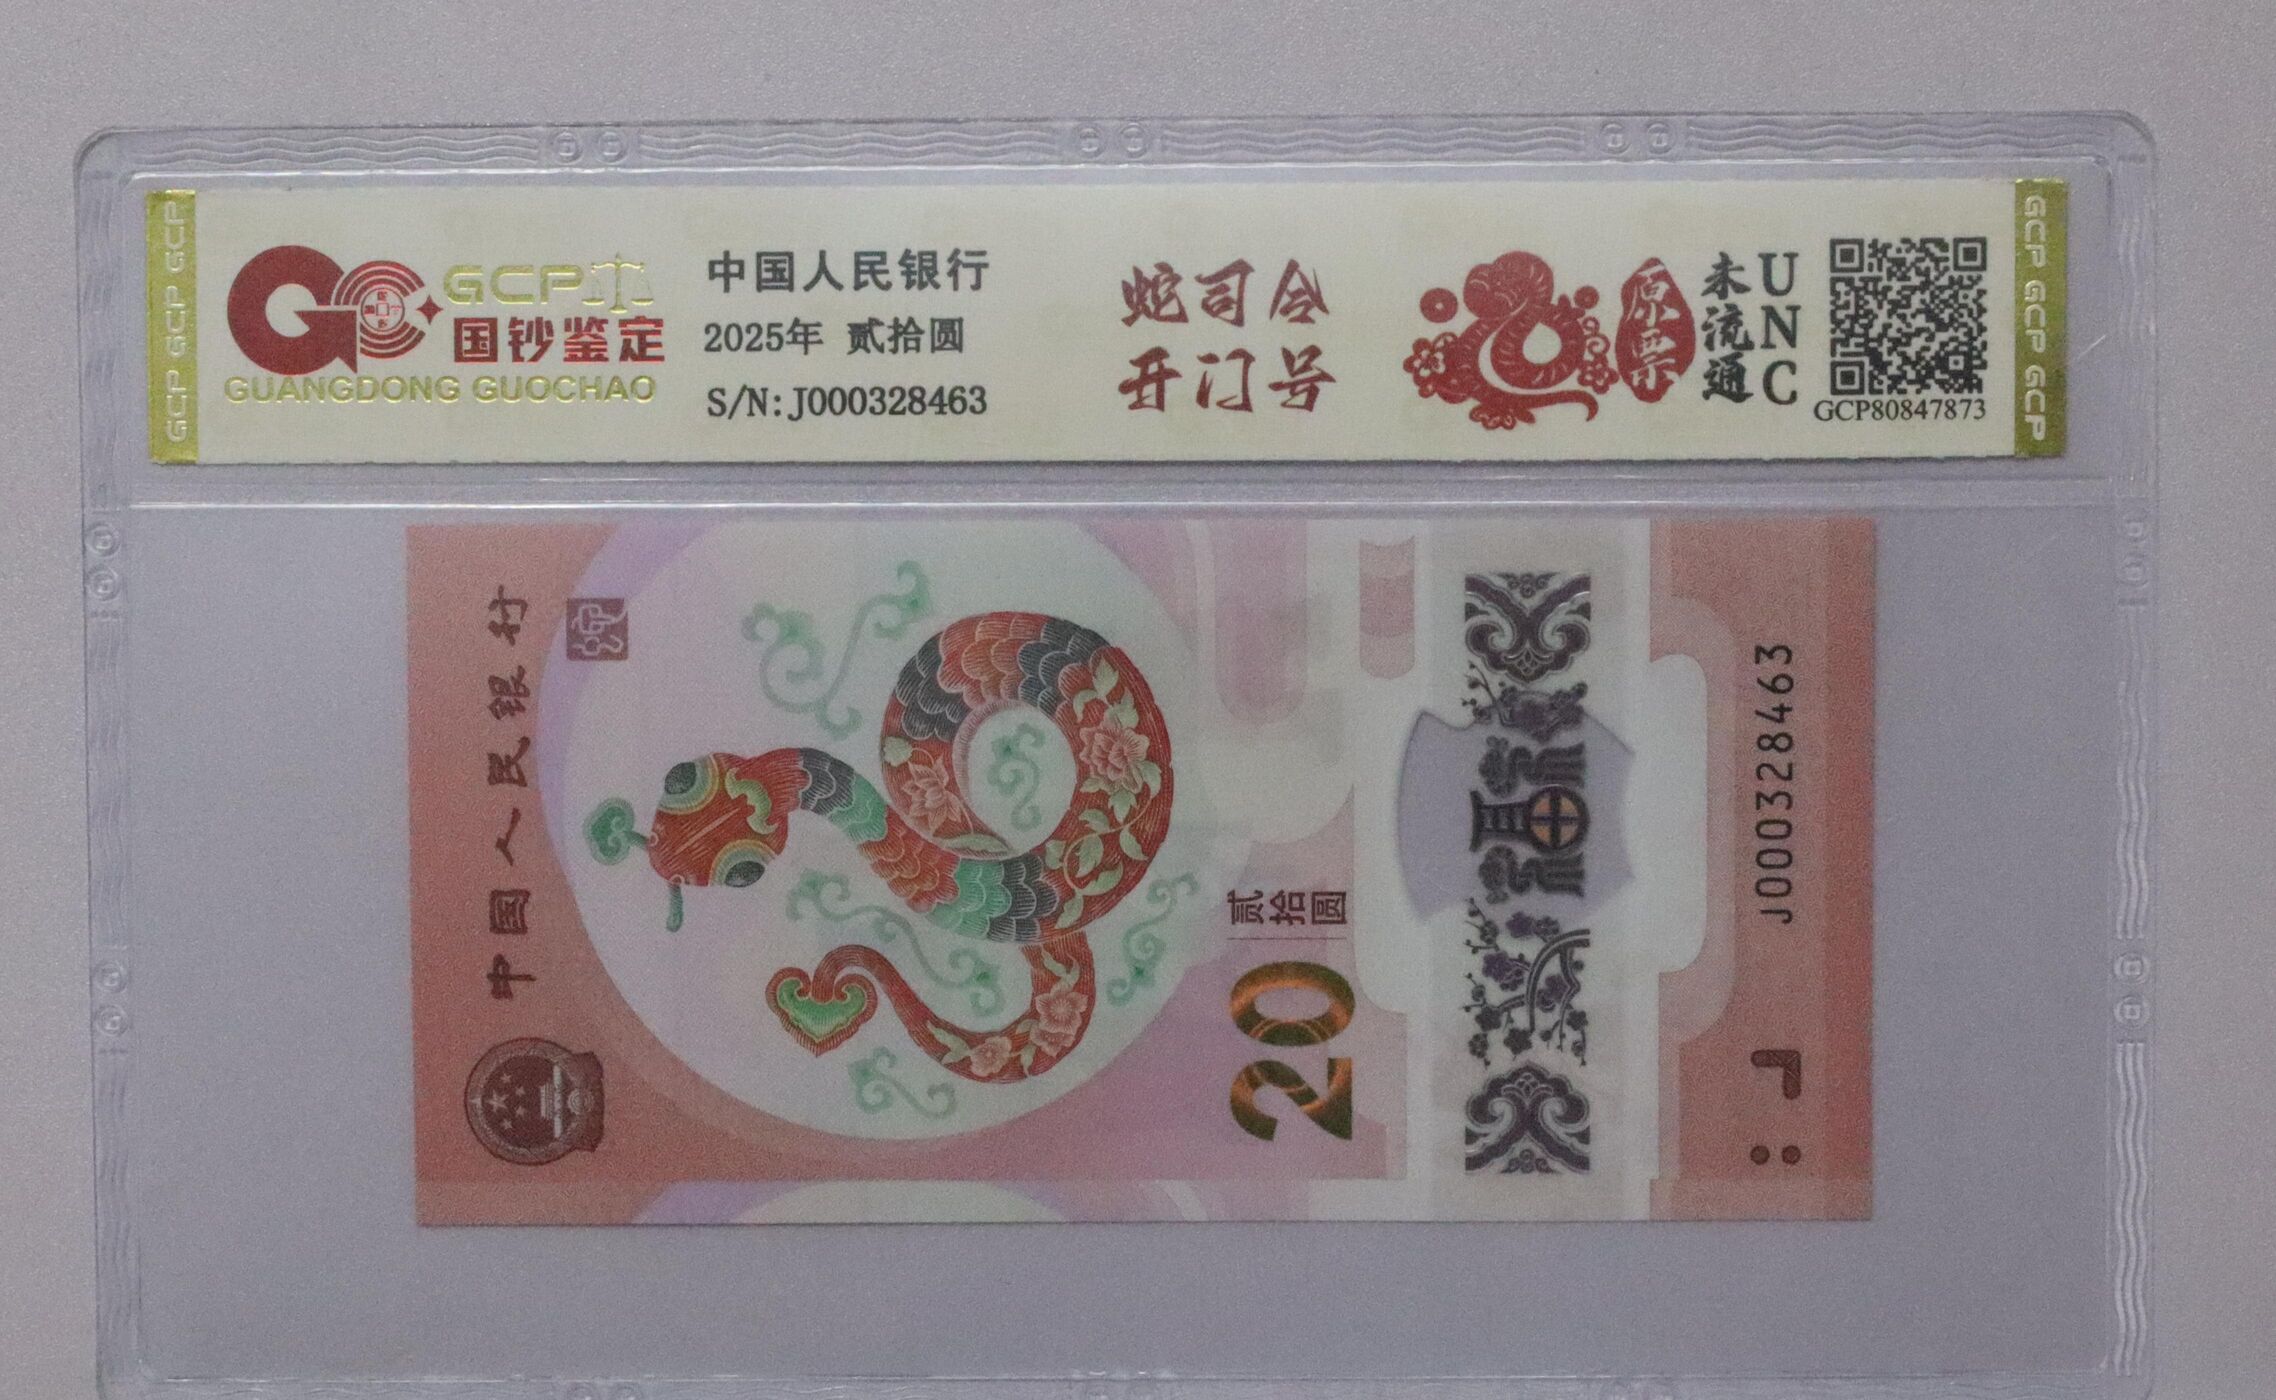 GCP GCP GCP
GCP
国钞鉴定
GUANGDONG GUOCHAO
中国人民银行
2025年 贰拾圆
S/N:J000328463
蛇司令
开门号
原票
未流通
UNC
GCP80847873
GCP GCP GCP
中国人民银行
贰拾圆
20
福
J000328463